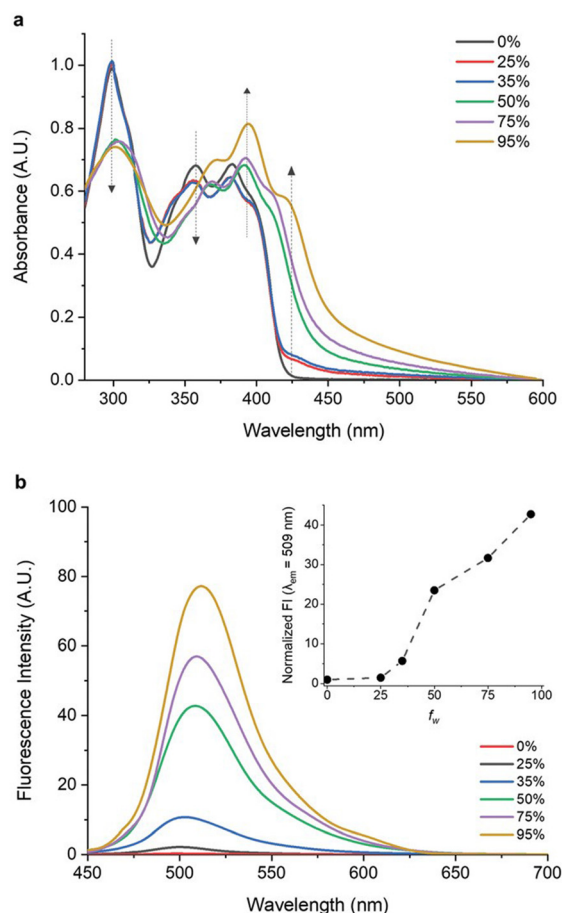 a
1.0
0.8
0.6
0.4
0.2
0.0
Absorbance (A.U.)
300 350 400 450 500 550 600
Wavelength (nm)
0%
25%
35%
50%
75%
95%
b
100
80
60
40
20
0
Fluorescence Intensity (A.U.)
450 500 550 600 650 700
Wavelength (nm)
40
30
20
10
0
Normalized FI (λem = 509 nm)
0 25 50 75 100
fw
0%
25%
35%
50%
75%
95%